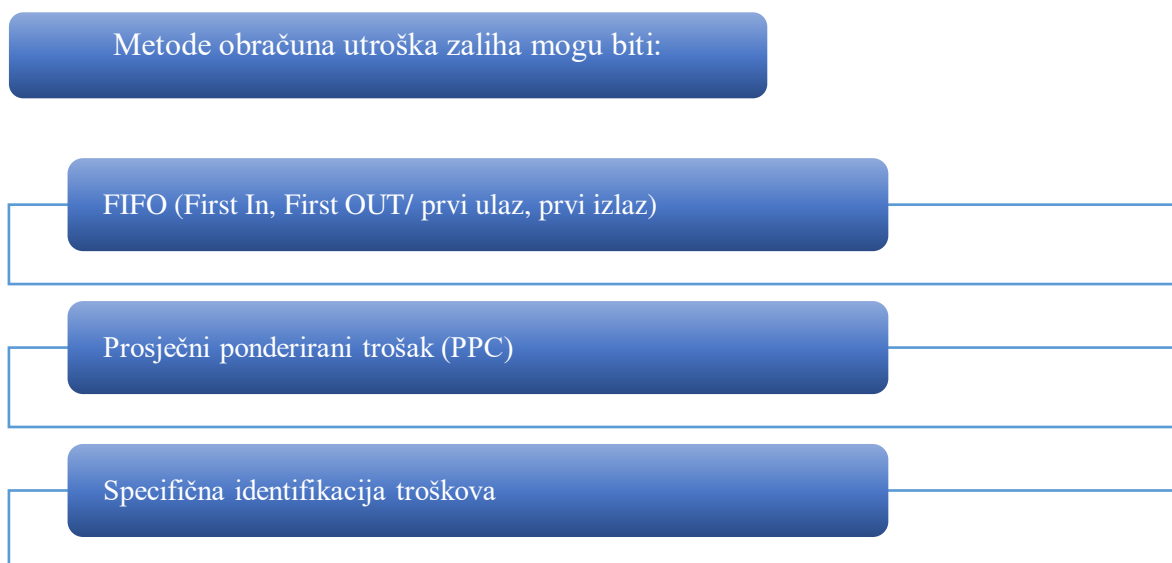 Metode obračuna utroška zaliha mogu biti:
FIFO (First In, First OUT/ prvi ulaz, prvi izlaz)
Prosječni ponderirani trošak (PPC)
Specifična identifikacija troškova